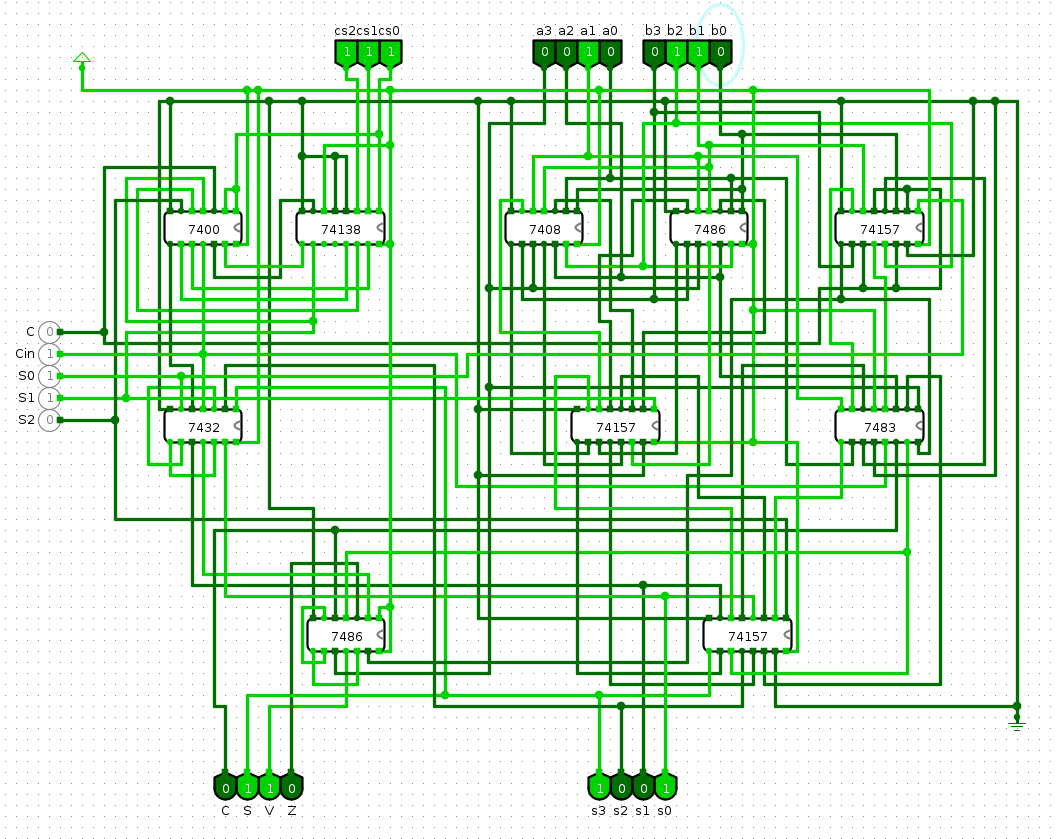 cs2 cs1 cs0 a3 a2 a1 a0 b3 b2 b1 b0
1 1 1 0 0 1 0 0 1 1 0
7400 74138 7408 7486 74157
C 0
Cin 1
S0 1
S1 1
S2 0
7432 74157 7483
7486 74157
0 1 1 0 1 0 0 1
C S V Z s3 s2 s1 s0